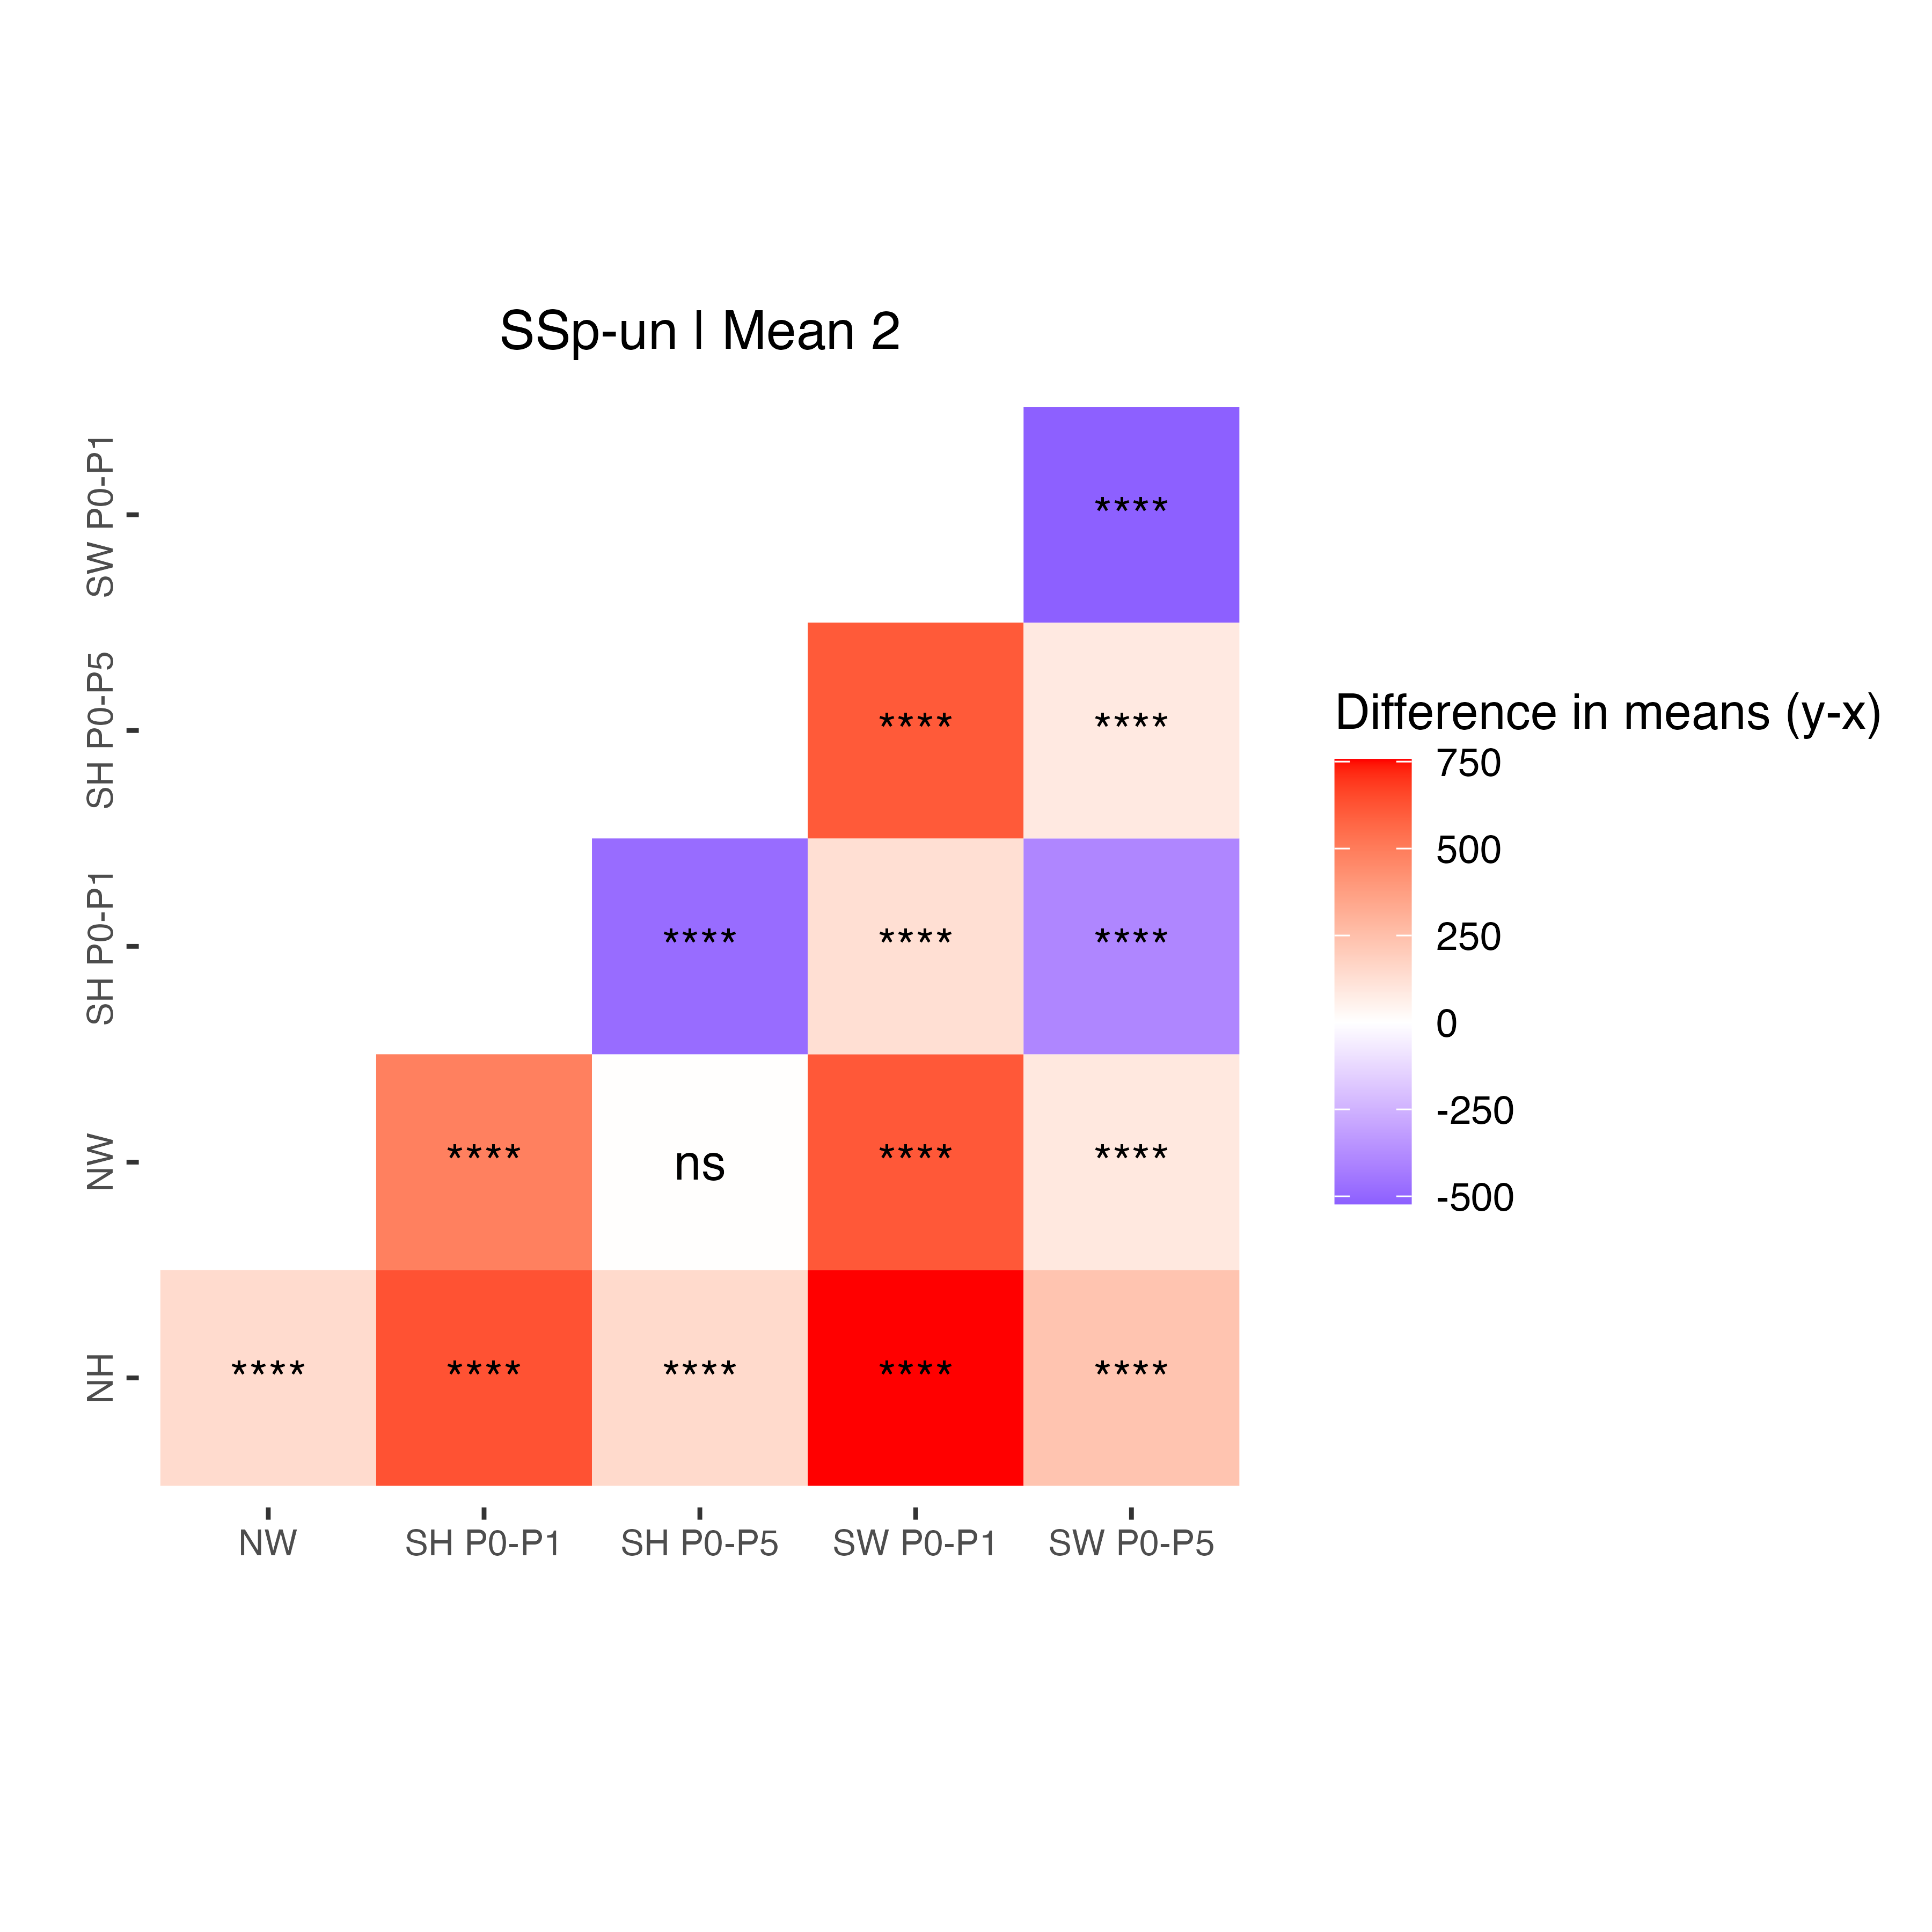 SSp-un | Mean 2
SW P0-P1
****
SH P0-P5
**** ****
SH P0-P1
**** **** ****
NW
**** ns **** ****
NH
**** **** **** **** ****
NW SH P0-P1 SH P0-P5 SW P0-P1 SW P0-P5
Difference in means (y-x)
750
500
250
0
-250
-500